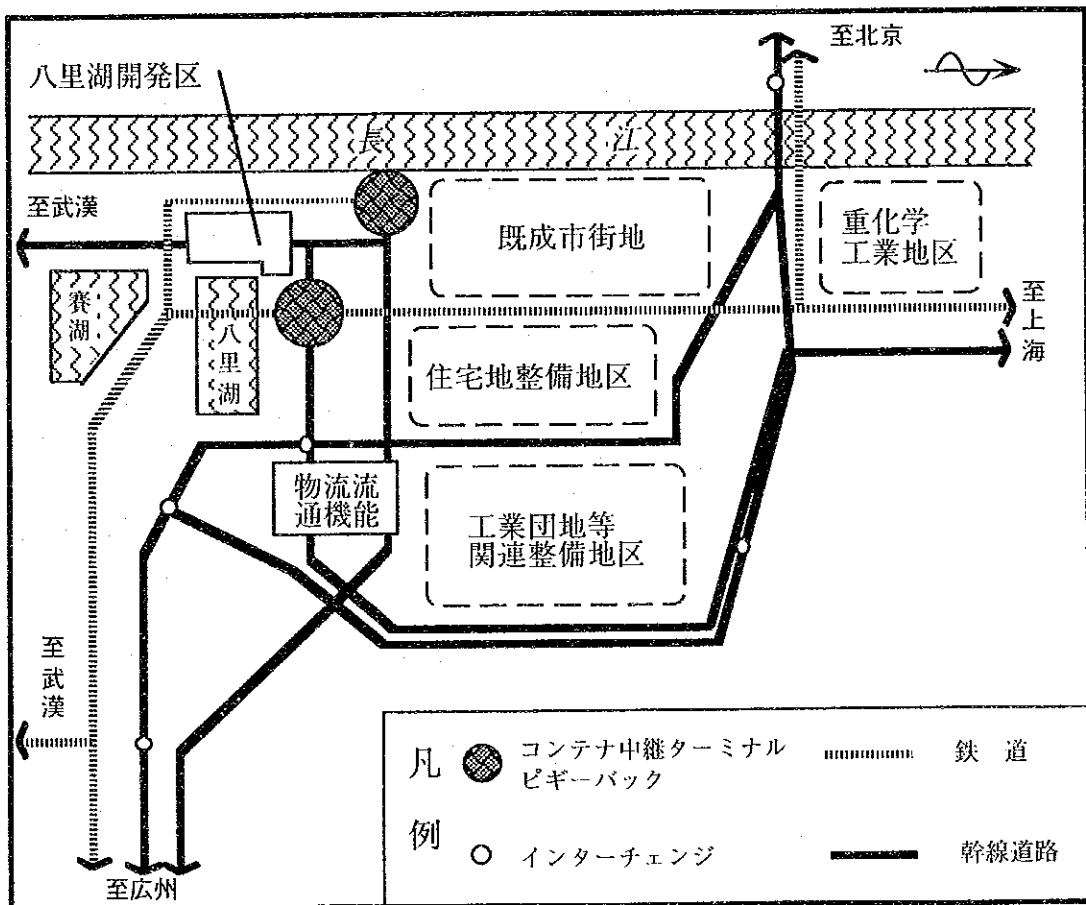 至北京
八里湖開発区
長江
至武漢
既成市街地
重化学
工業地区
賽湖
八里湖
至上海
住宅地整備地区
物流流
通機能
工業団地等
関連整備地区
至武漢
凡例
コンテナ中継ターミナル
ピギーバック
鉄道
インターチェンジ
幹線道路
至広州